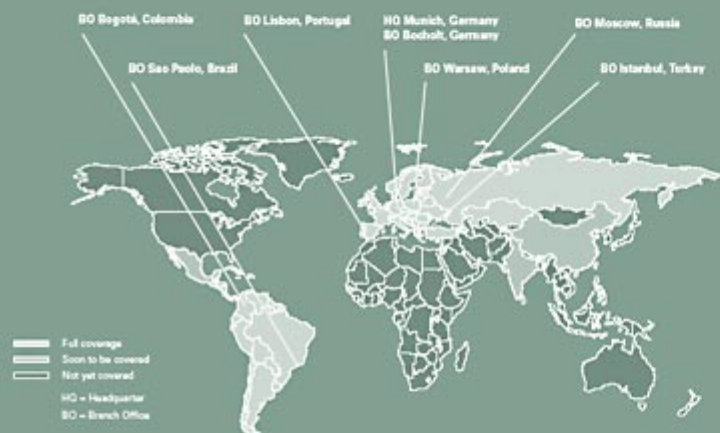 BO Bogotá, Colombia
BO Lisbon, Portugal
HQ Munich, Germany
BO Bocholt, Germany
BO Moscow, Russia
BO Sao Paolo, Brazil
BO Warsaw, Poland
BO Istanbul, Turkey
Full coverage
Soon to be covered
Not yet covered
HQ = Headquarter
BO = Branch Office